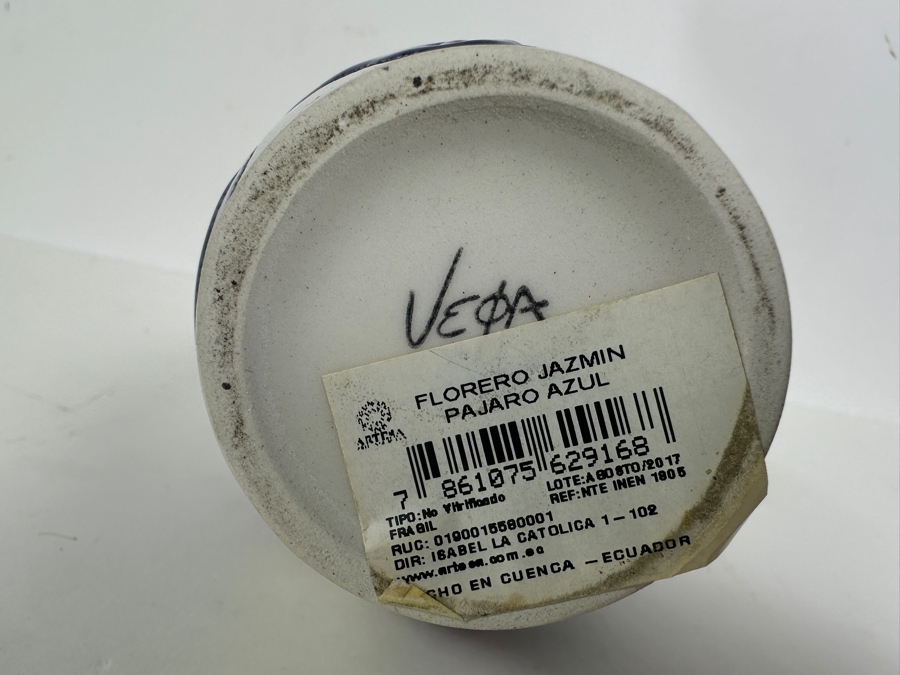 VEGA
FLORERO JAZMIN
PAJARO AZUL
ARTESA
7 861075 629168
TIPO:No Vitrificado
LOTE:AGOSTO/2017
FRAGIL
REF:NTE INEN 1805
RUC: 0190015580001
DIR: ISABEL LA CATOLICA 1-102
www.artesa.com.ec
CHO EN CUENCA -ECUADOR